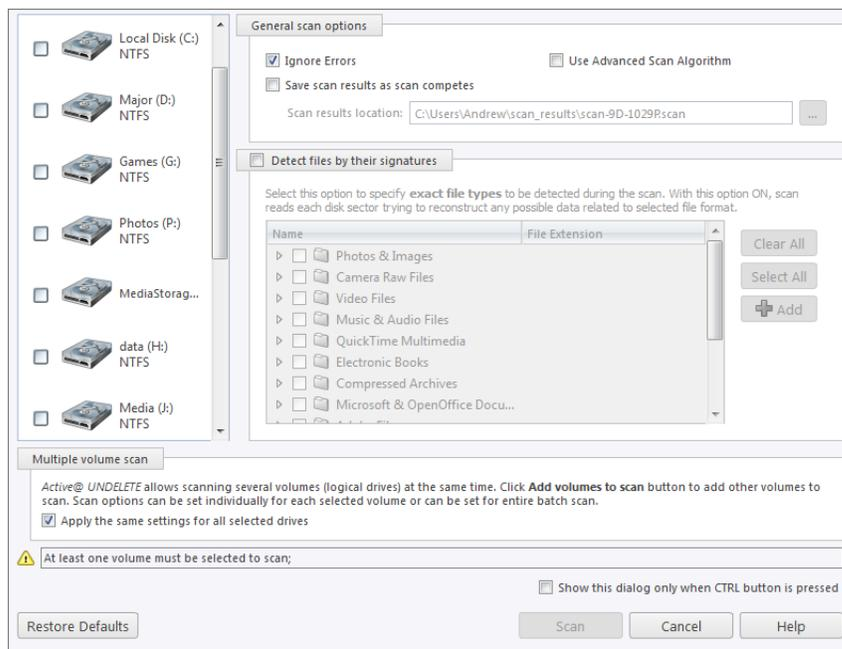 Local Disk (C:)
NTFS
Major (D:)
NTFS
Games (G:)
NTFS
Photos (P:)
NTFS
MediaStorag...
data (H:)
NTFS
Media (J:)
NTFS
General scan options
Ignore Errors
Use Advanced Scan Algorithm
Save scan results as scan competes
Scan results location: C:\Users\Andrew\scan_results\scan-9D-1029P.scan ...
Detect files by their signatures
Select this option to specify exact file types to be detected during the scan. With this option ON, scan
reads each disk sector trying to reconstruct any possible data related to selected file format.
Name File Extension
Photos & Images
Camera Raw Files
Video Files
Music & Audio Files
QuickTime Multimedia
Electronic Books
Compressed Archives
Microsoft & OpenOffice Docu...
Clear All
Select All
Add
Multiple volume scan
Active@ UNDELETE allows scanning several volumes (logical drives) at the same time. Click Add volumes to scan button to add other volumes to
scan. Scan options can be set individually for each selected volume or can be set for entire batch scan.
Apply the same settings for all selected drives
At least one volume must be selected to scan;
Show this dialog only when CTRL button is pressed
Restore Defaults
Scan
Cancel
Help